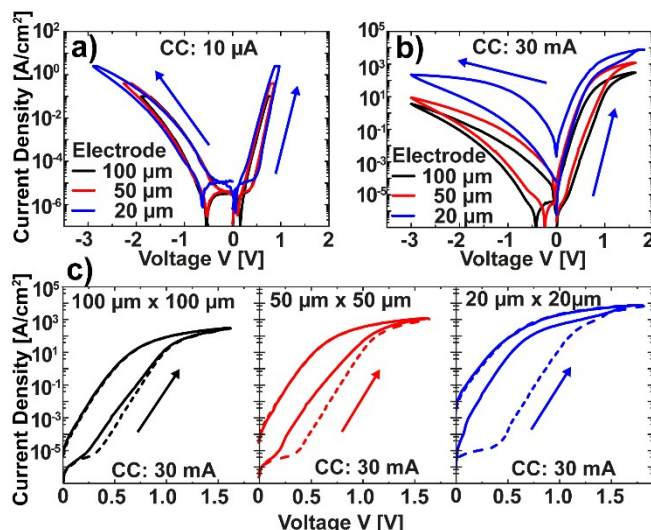 a)
CC: 10 µA
Current Density [A/cm²]
10²
10⁰
10⁻²
10⁻⁴
10⁻⁶
Electrode
100 µm
50 µm
20 µm
-3 -2 -1 0 1 2
Voltage V [V]
b)
CC: 30 mA
10⁵
10³
10¹
10⁻¹
10⁻³
10⁻⁵
Electrode
100 µm
50 µm
20 µm
-3 -2 -1 0 1 2
Voltage V [V]
c)
Current Density [A/cm²]
10⁵
10³
10¹
10⁻¹
10⁻³
10⁻⁵
100 µm x 100 µm
CC: 30 mA
0 0.5 1.0 1.5
50 µm x 50 µm
CC: 30 mA
0 0.5 1.0 1.5
20 µm x 20µm
CC: 30 mA
0 0.5 1.0 1.5
Voltage V [V]